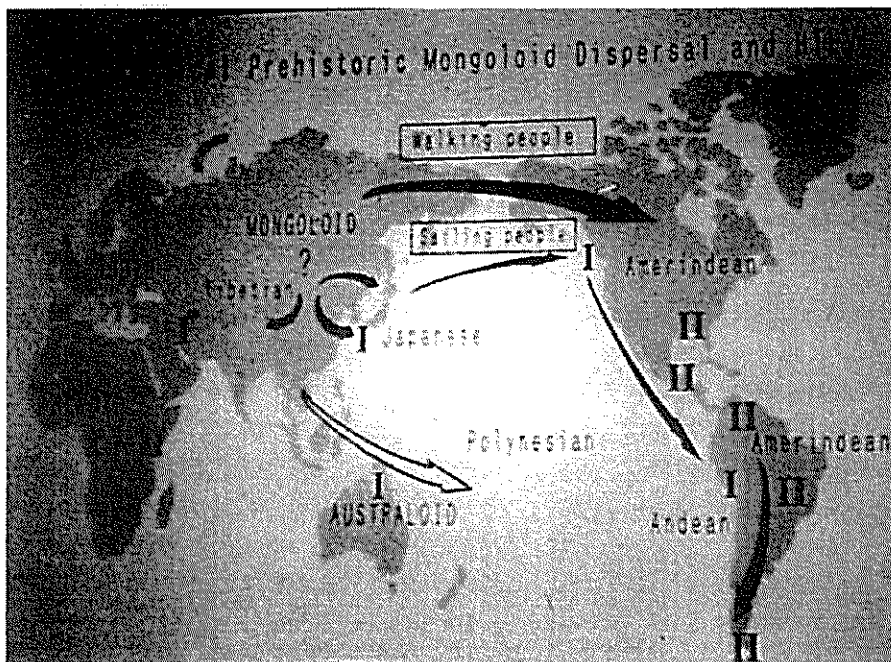 Prehistoric Mongoloid Dispersal and
Walking people
MONGOLOID
Sailing people
?
I
Amerindean
Tibetran
I Japanese
II
II
II
Polynesian
Amerindean
I
I
II
AUSTRALOID
Andean
II